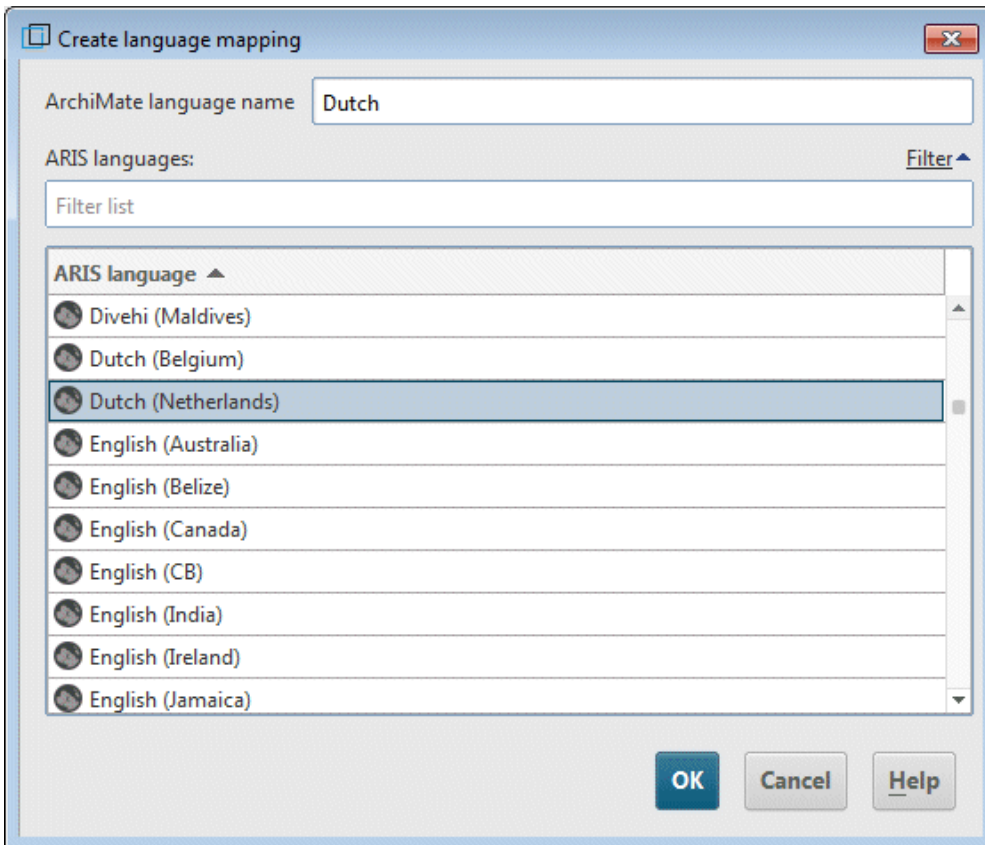 Create language mapping
ArchiMate language name Dutch
ARIS languages: Filter
Filter list
ARIS language
Divehi (Maldives)
Dutch (Belgium)
Dutch (Netherlands)
English (Australia)
English (Belize)
English (Canada)
English (CB)
English (India)
English (Ireland)
English (Jamaica)
OK Cancel Help